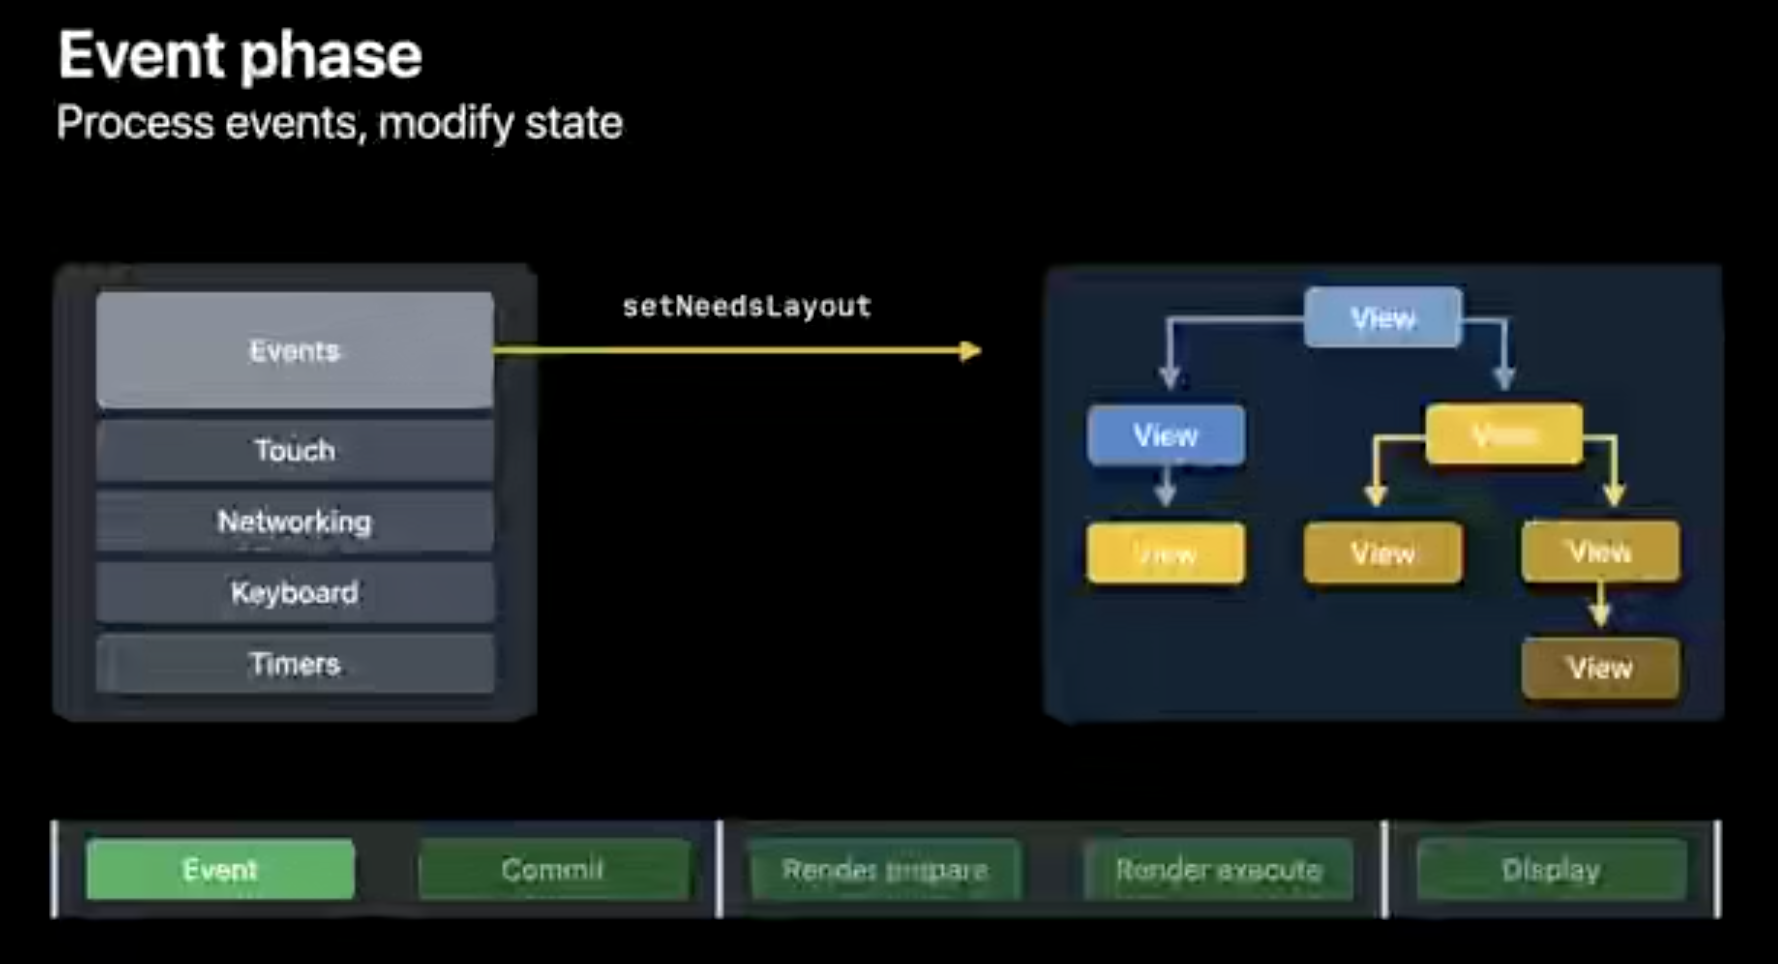 Event phase
Process events, modify state
Events
Touch
Networking
Keyboard
Timers
setNeedsLayout
View
View
View
View
View
View
View
Event
Commit
Render prepare
Render execute
Display